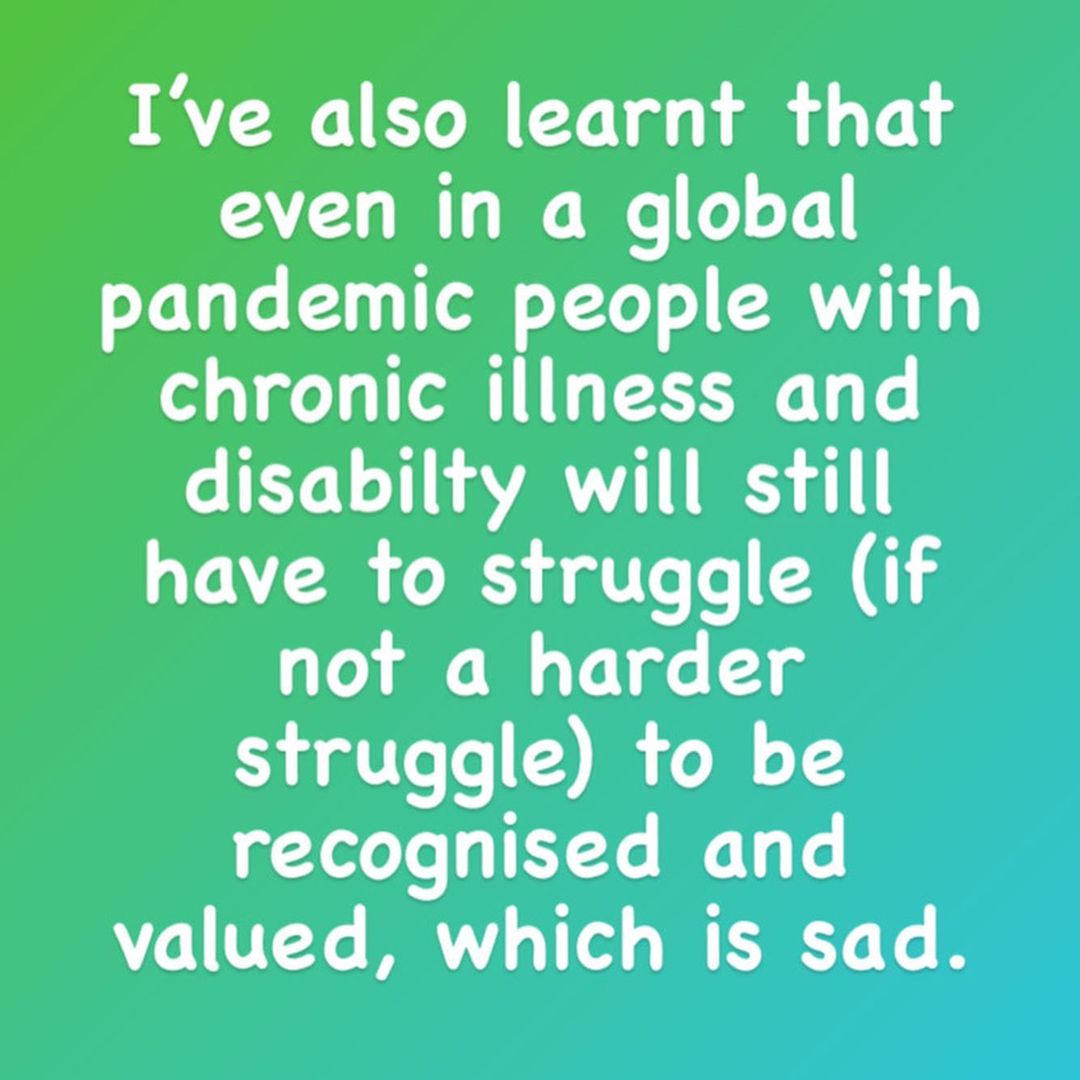 I've also learnt that
even in a global
pandemic people with
chronic illness and
disabilty will still
have to struggle (if
not a harder
struggle) to be
recognised and
valued, which is sad.